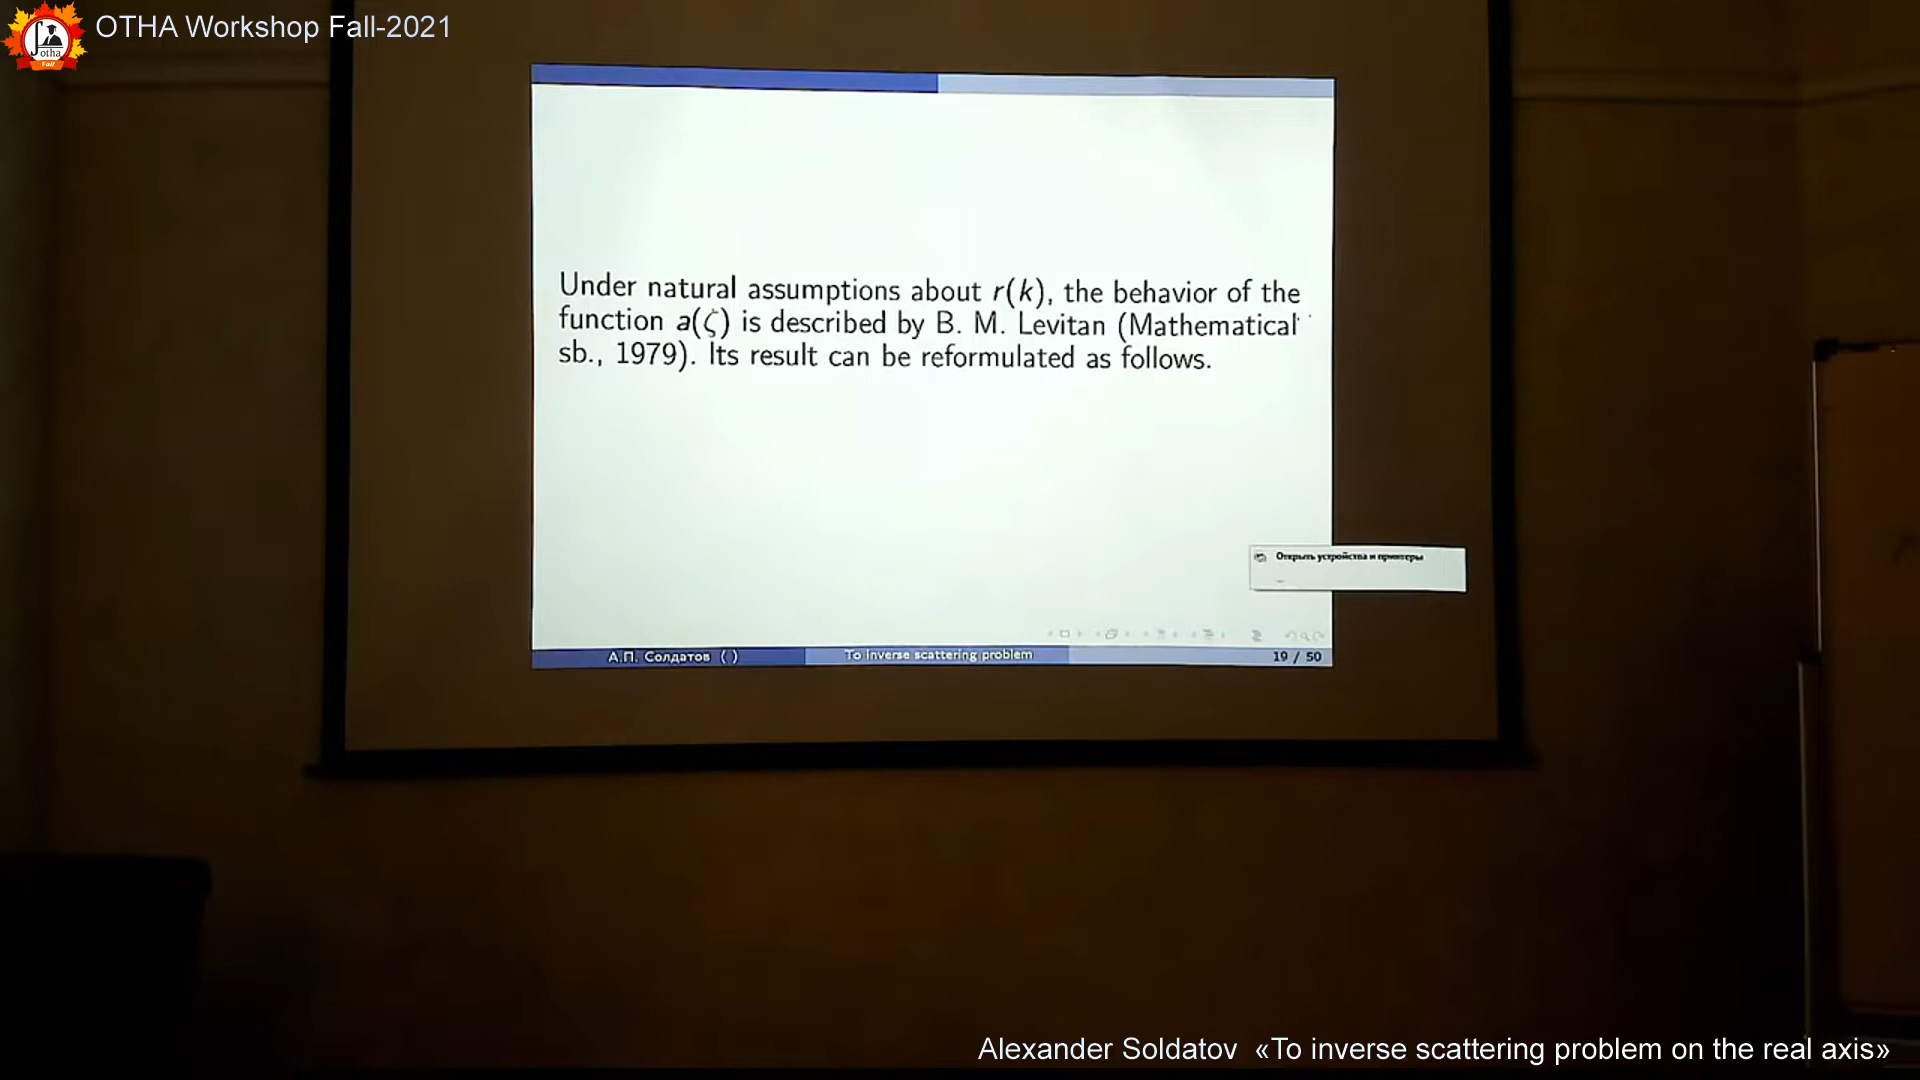 OTHA Workshop Fall-2021
otha
Fall
Under natural assumptions about r(k), the behavior of the
function a(ζ) is described by B. M. Levitan (Mathematical
sb., 1979). Its result can be reformulated as follows.
Открыть устройства и принтеры
А.П. Солдатов ( )
To inverse scattering problem
19 / 50
Alexander Soldatov «To inverse scattering problem on the real axis»